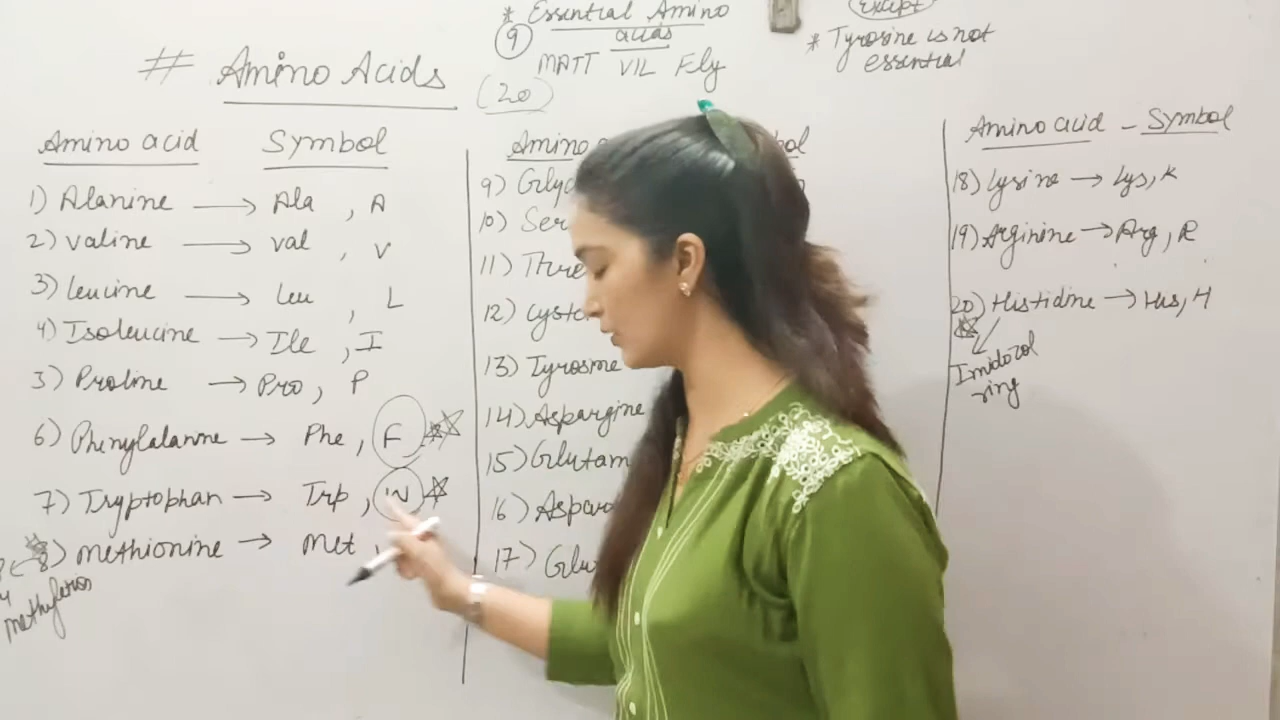 * Essential Amino
acids
9
MATT VIL Fly
Except
* Tyrosine is not
essential
# Amino Acids
(20)
Amino acid Symbol
1) Alanine → Ala , A
2) Valine → Val , V
3) Leucine → Leu , L
4) Isoleucine → Ile , I
3) Proline → Pro , P
6) Phenylalanine → Phe , F
7) Tryptophan → Trp , W
8) Methionine → Met ,
Methylation
Amino
9) Glyc
10) Ser
11) Thre
12) Cyst
13) Tyrosine
14) Aspargine
15) Glutam
16) Aspar
17) Glu
Amino acid - Symbol
18) Lysine → Lys, K
19) Arginine → Arg, R
20) Histidine → His, H
Imidazol
ring